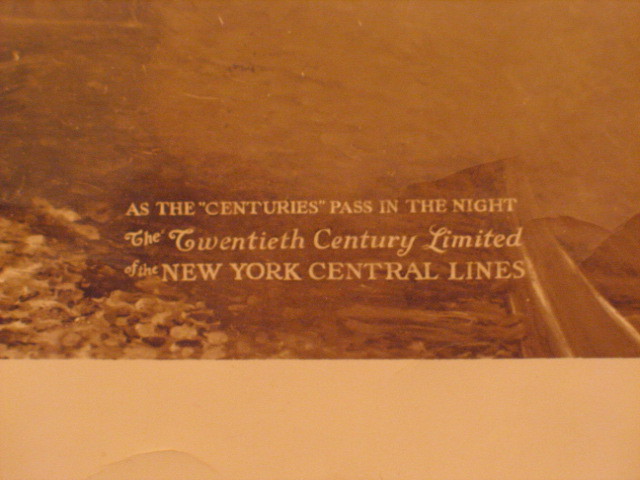 AS THE "CENTURIES" PASS IN THE NIGHT
The Twentieth Century Limited
of the NEW YORK CENTRAL LINES